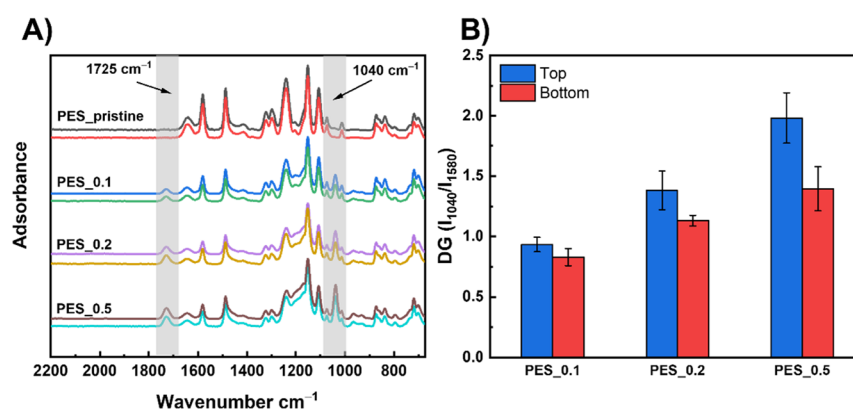 A)
1725 cm⁻¹
1040 cm⁻¹
PES_pristine
PES_0.1
PES_0.2
PES_0.5
Absorbance
2200 2000 1800 1600 1400 1200 1000 800
Wavenumber cm⁻¹
B)
Top
Bottom
2.5
2.0
1.5
1.0
0.5
0.0
DG (I₁₀₄₀/I₁₅₈₀)
PES_0.1 PES_0.2 PES_0.5